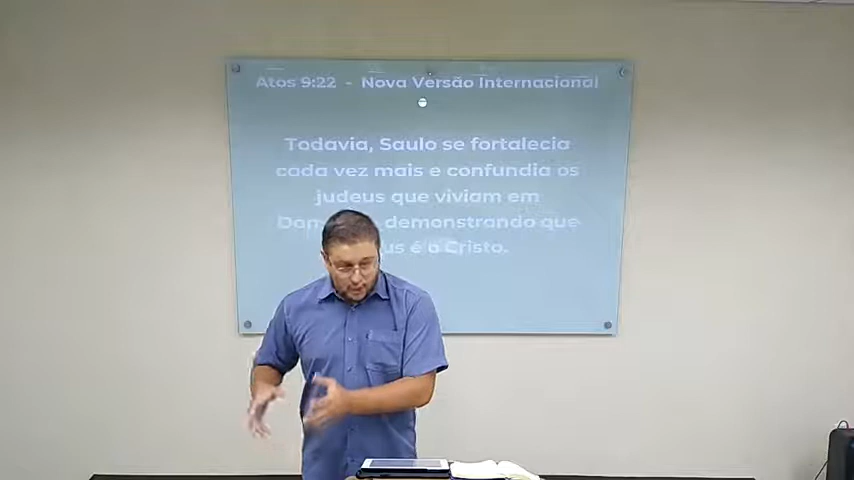 Atos 9:22 - Nova Versão Internacional
Todavia, Saulo se fortalecia
cada vez mais e confundia os
judeus que viviam em
demonstrando que
é o Cristo.